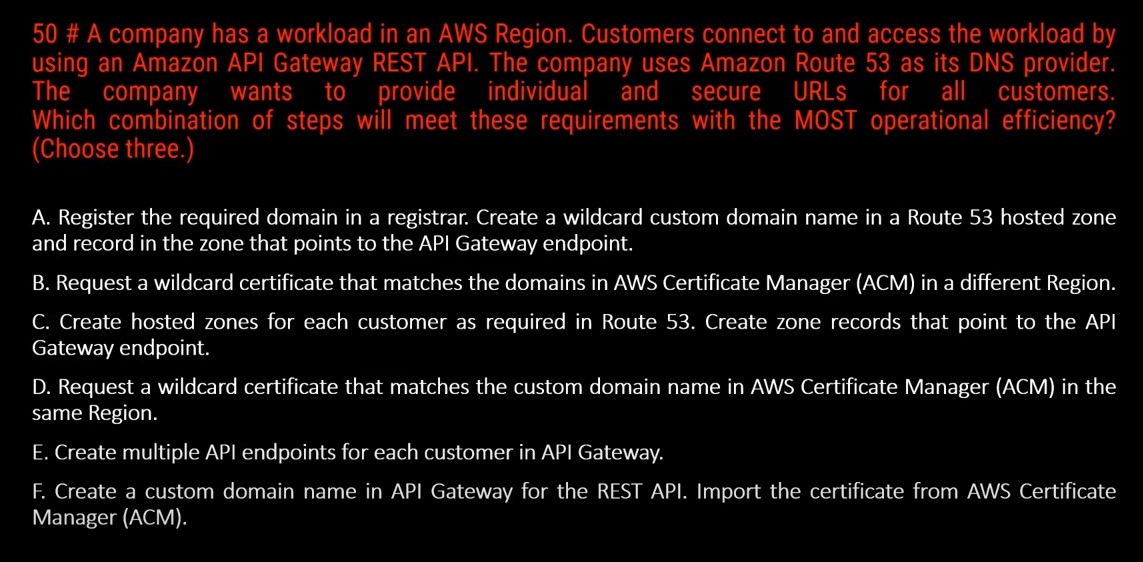 50 # A company has a workload in an AWS Region. Customers connect to and access the workload by
using an Amazon API Gateway REST API. The company uses Amazon Route 53 as its DNS provider.
The company wants to provide individual and secure URLs for all customers.
Which combination of steps will meet these requirements with the MOST operational efficiency?
(Choose three.)
A. Register the required domain in a registrar. Create a wildcard custom domain name in a Route 53 hosted zone
and record in the zone that points to the API Gateway endpoint.
B. Request a wildcard certificate that matches the domains in AWS Certificate Manager (ACM) in a different Region.
C. Create hosted zones for each customer as required in Route 53. Create zone records that point to the API
Gateway endpoint.
D. Request a wildcard certificate that matches the custom domain name in AWS Certificate Manager (ACM) in the
same Region.
E. Create multiple API endpoints for each customer in API Gateway.
F. Create a custom domain name in API Gateway for the REST API. Import the certificate from AWS Certificate
Manager (ACM).